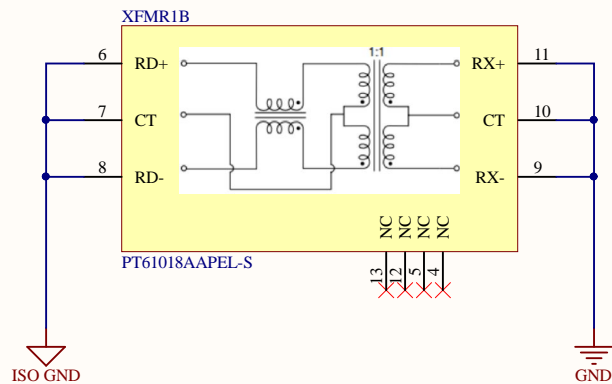 XFMR1B
1:1
6 RD+ RX+ 11
7 CT CT 10
8 RD- RX- 9
NC NC NC NC
PT61018AAPEL-S
13 12 5 4
ISO GND
GND